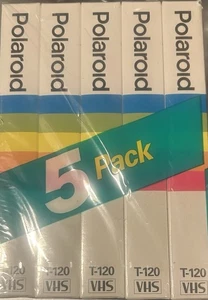 Polaroid Polaroid Polaroid Polaroid Polaroid
5 Pack
T-120 T-120 T-120 T-120 T-120
VHS VHS VHS VHS VHS